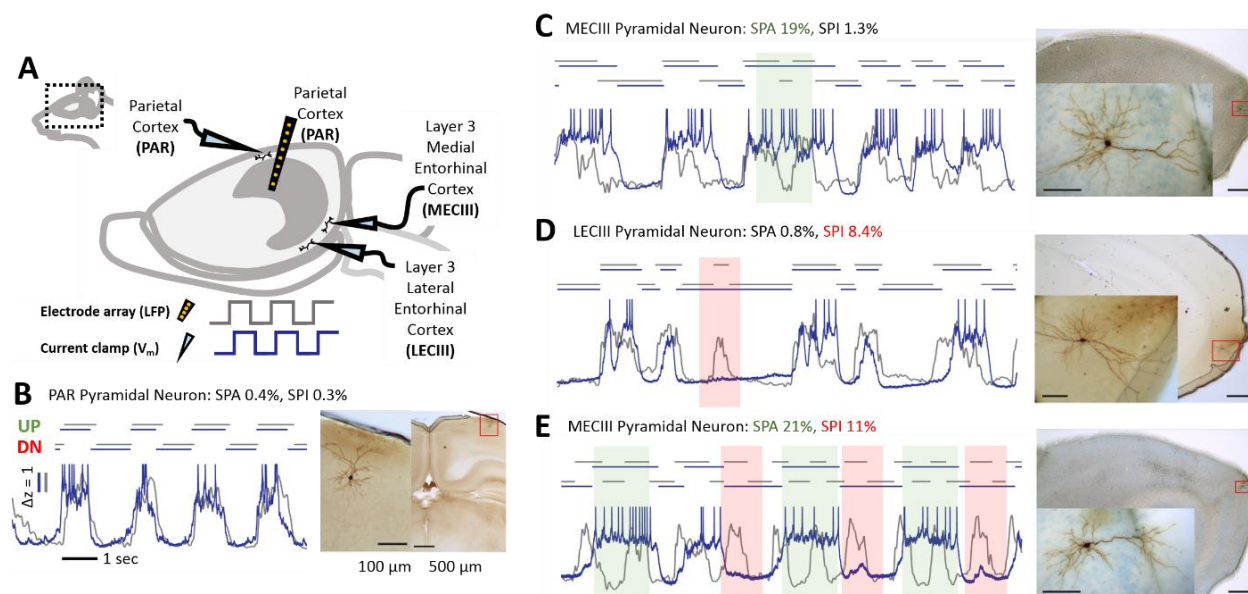 A
Parietal
Cortex
(PAR)
Parietal
Cortex
(PAR)
Layer 3
Medial
Entorhinal
Cortex
(MECIII)
Layer 3
Lateral
Entorhinal
Cortex
(LECIII)
Electrode array (LFP)
Current clamp (Vm)
B PAR Pyramidal Neuron: SPA 0.4%, SPI 0.3%
UP
DN
Δz = 1
1 sec
100 µm 500 µm
C MECIII Pyramidal Neuron: SPA 19%, SPI 1.3%
D LECIII Pyramidal Neuron: SPA 0.8%, SPI 8.4%
E MECIII Pyramidal Neuron: SPA 21%, SPI 11%